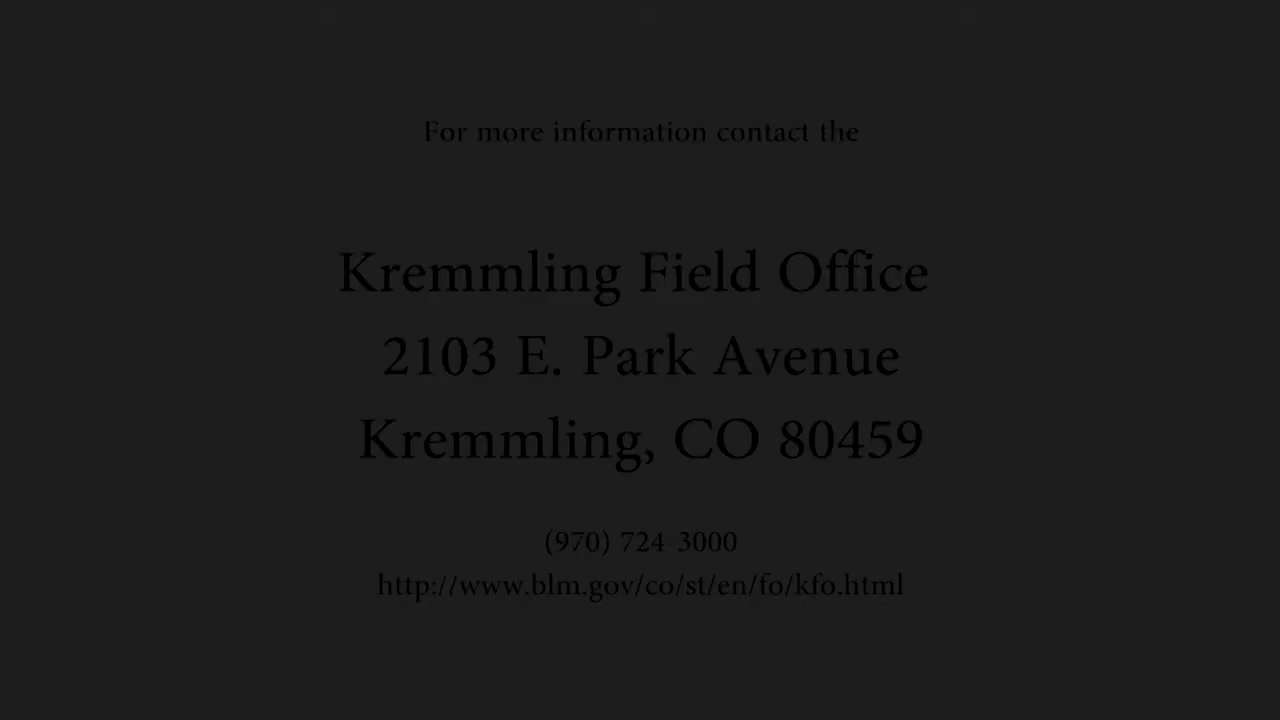 For more information contact the
Kremmling Field Office
2103 E. Park Avenue
Kremmling, CO 80459
(970) 724-3000
http://www.blm.gov/co/st/en/fo/kfo.html